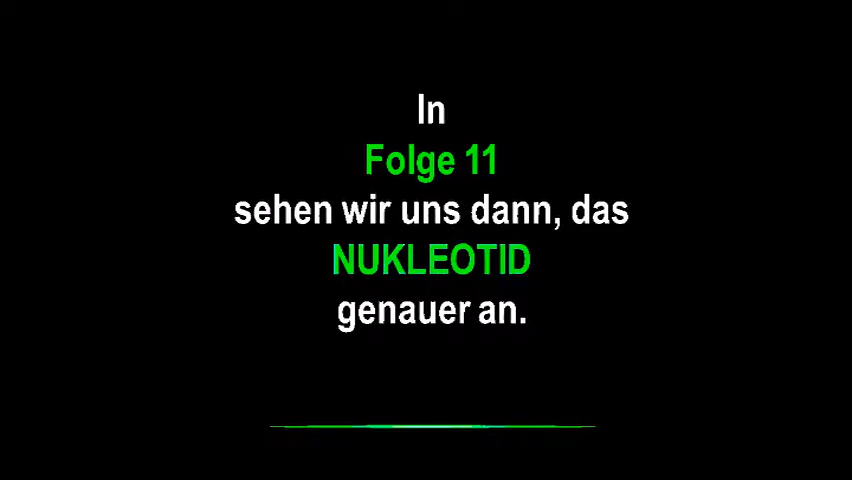 In
Folge 11
sehen wir uns dann, das
NUKLEOTID
genauer an.